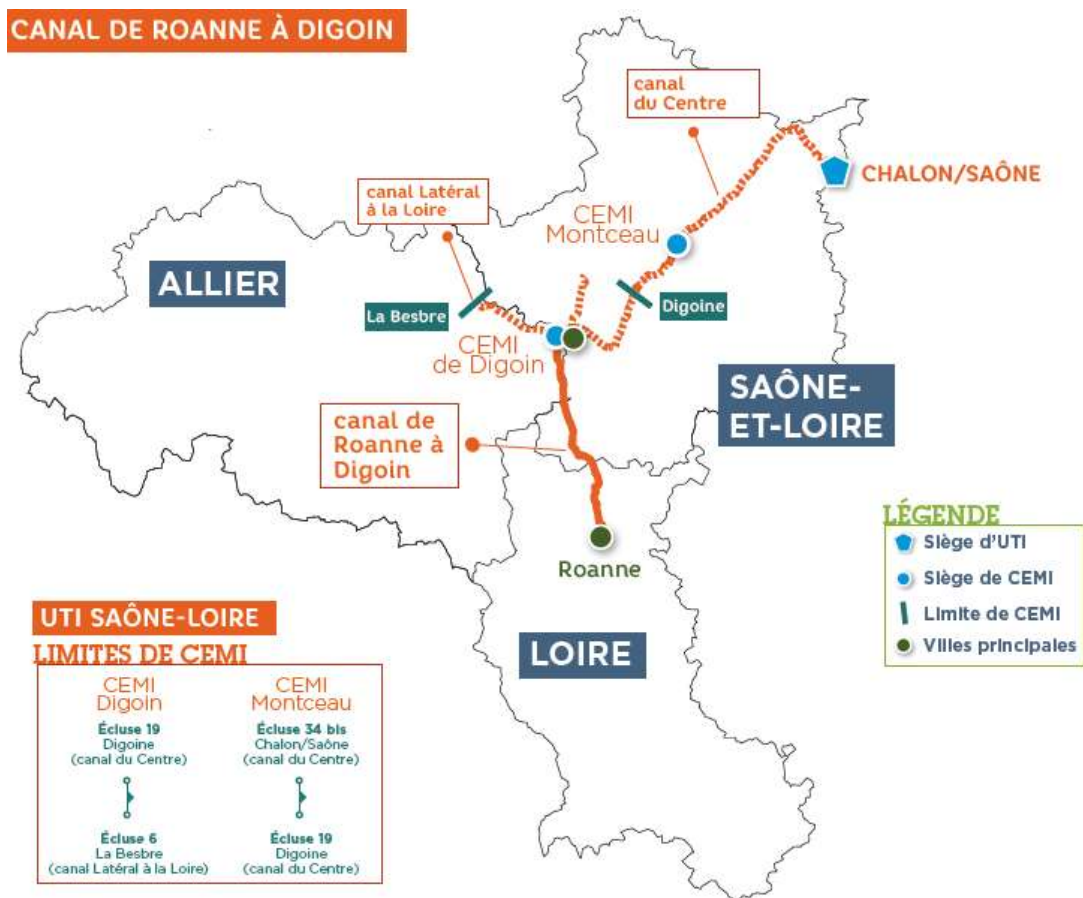 CANAL DE ROANNE À DIGOIN
canal
du Centre
CHALON/SAÔNE
canal Latéral
à la Loire
CEMI
Montceau
ALLIER
La Besbre
Digoine
CEMI
de Digoin
SAÔNE-
ET-LOIRE
canal de
Roanne à
Digoin
Roanne
LOIRE
LÉGENDE
Siège d'UTI
Siège de CEMI
Limite de CEMI
Villes principales
UTI SAÔNE-LOIRE
LIMITES DE CEMI
CEMI
Digoin
Écluse 19
Digoine
(canal du Centre)
Écluse 6
La Besbre
(canal Latéral à la Loire)
CEMI
Montceau
Écluse 34 bis
Chalon/Saône
(canal du Centre)
Écluse 19
Digoine
(canal du Centre)